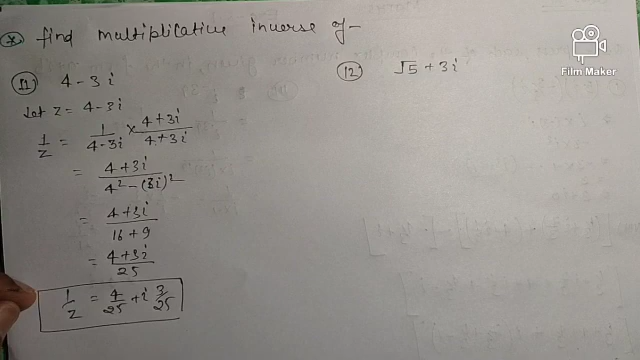 * find multiplicative inverse of -
11 4-3i
Let z = 4-3i
1/z = 1/(4-3i) × (4+3i)/(4+3i)
= (4+3i)/(4² - (3i)²)
= (4+3i)/(16+9)
= (4+3i)/25
1/z = 4/25 + i 3/25
12 √5 + 3i
Film Maker